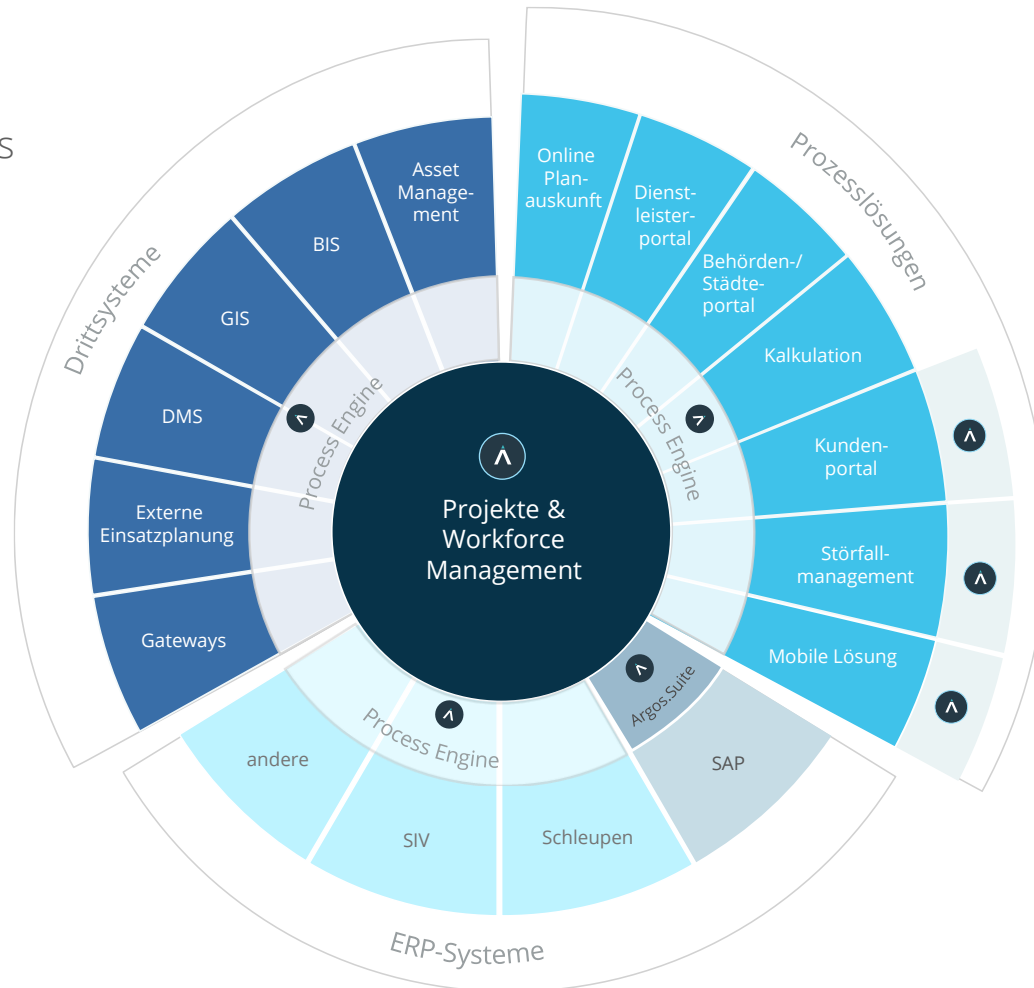 s
Drittsysteme
Asset
Manage-
ment
BIS
GIS
DMS
Externe
Einsatzplanung
Gateways
Process Engine
Prozesslösungen
Online
Plan-
auskunft
Dienst-
leister-
portal
Behörden-/
Städte-
portal
Kalkulation
Kunden-
portal
Störfall-
management
Mobile Lösung
Process Engine
Projekte &
Workforce
Management
Argos.Suite
SAP
Schleupen
SIV
andere
Process Engine
ERP-Systeme